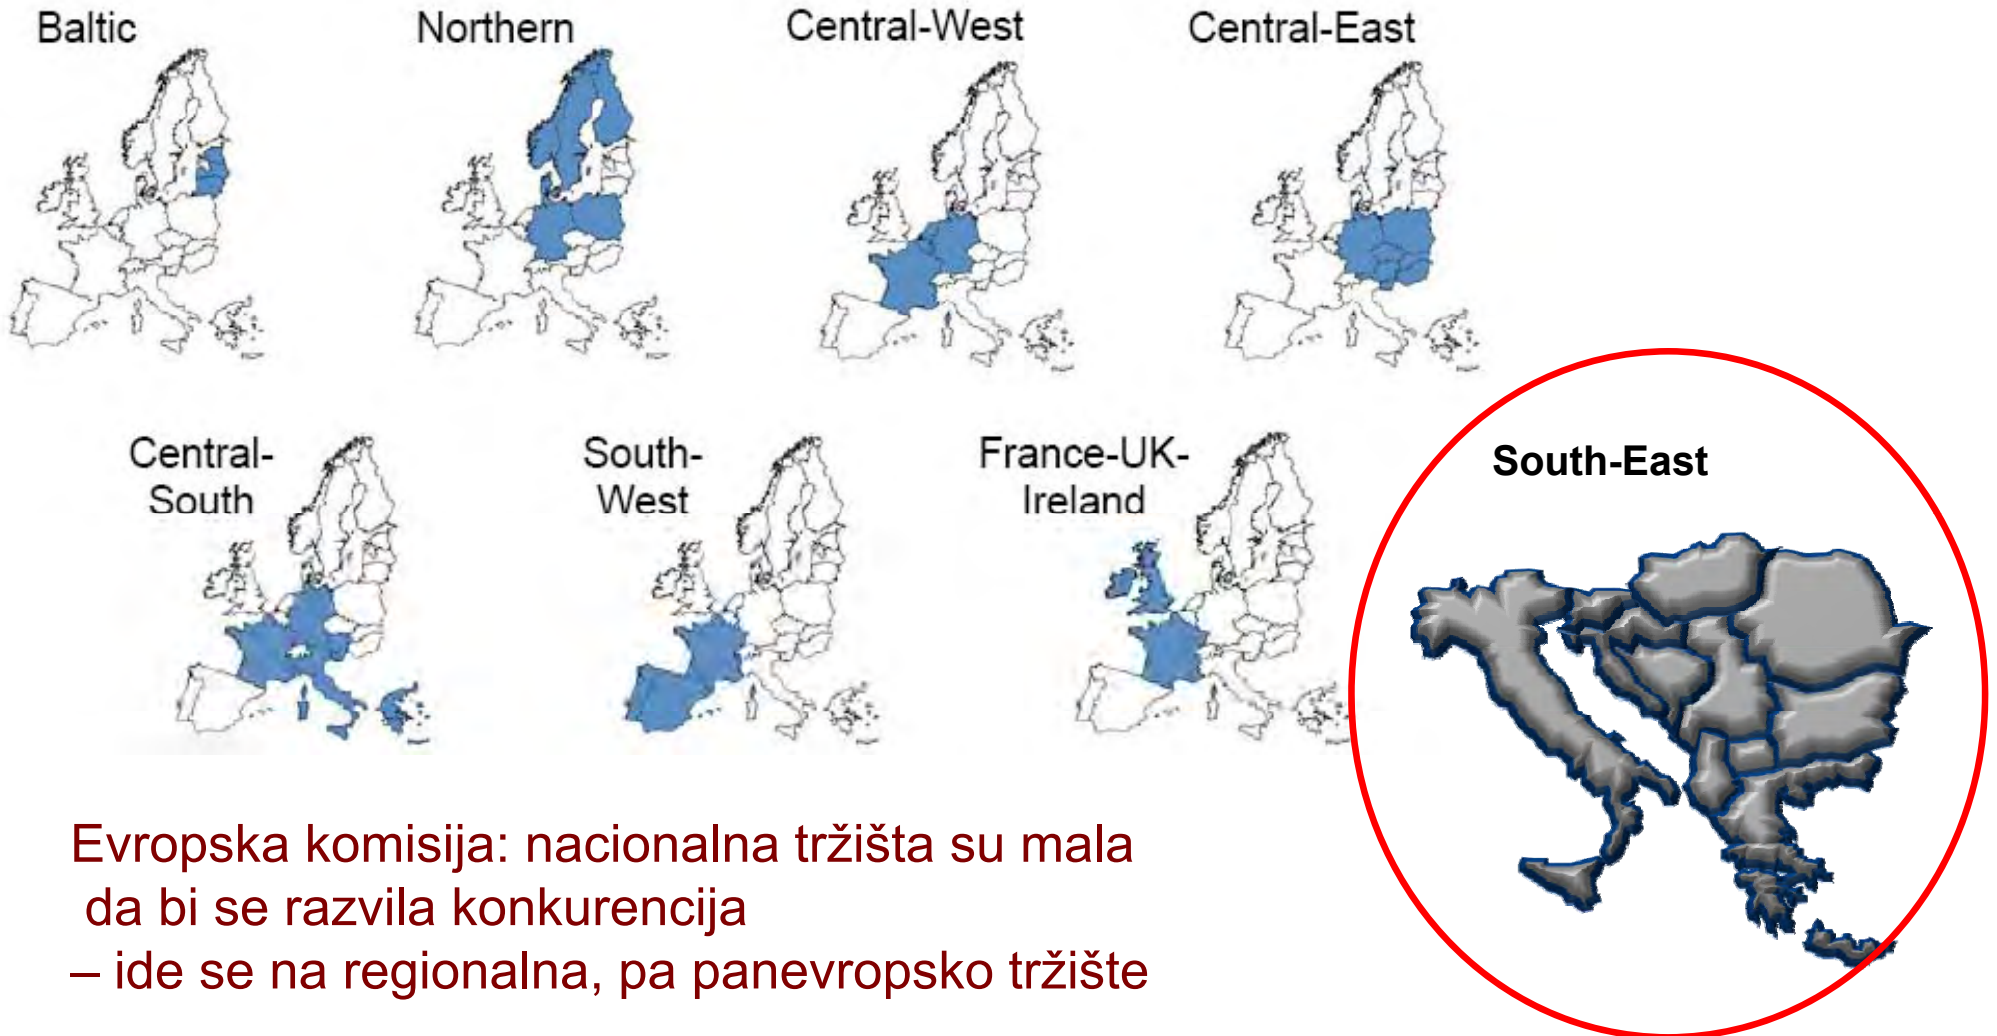 Baltic
Northern
Central-West
Central-East
Central-
South
South-
West
France-UK-
Ireland
South-East
Evropska komisija: nacionalna tržišta su mala
da bi se razvila konkurencija
– ide se na regionalna, pa panevropsko tržište